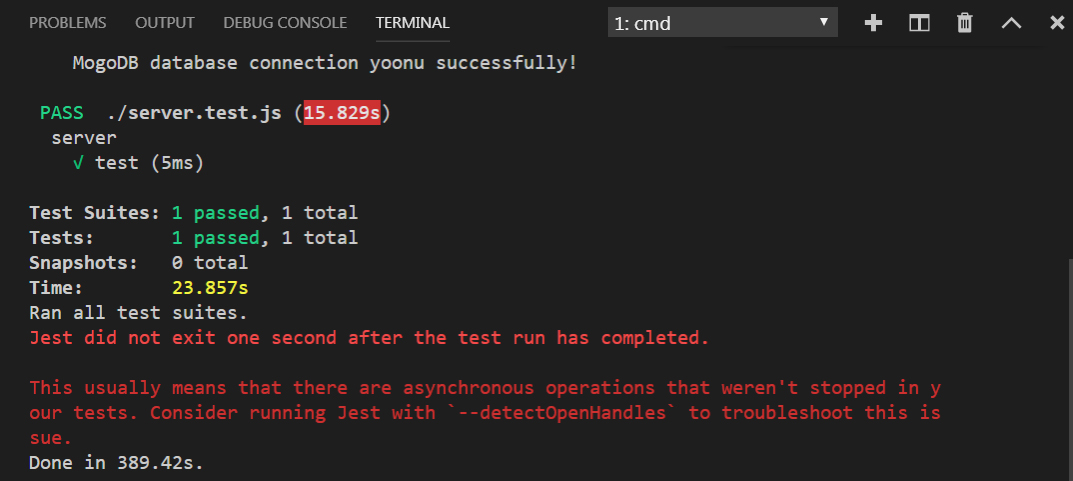 PROBLEMS OUTPUT DEBUG CONSOLE TERMINAL 1: cmd
MogoDB database connection yoonu successfully!
PASS ./server.test.js (15.829s)
server
√ test (5ms)
Test Suites: 1 passed, 1 total
Tests: 1 passed, 1 total
Snapshots: 0 total
Time: 23.857s
Ran all test suites.
Jest did not exit one second after the test run has completed.
This usually means that there are asynchronous operations that weren't stopped in y
our tests. Consider running Jest with `--detectOpenHandles` to troubleshoot this is
sue.
Done in 389.42s.